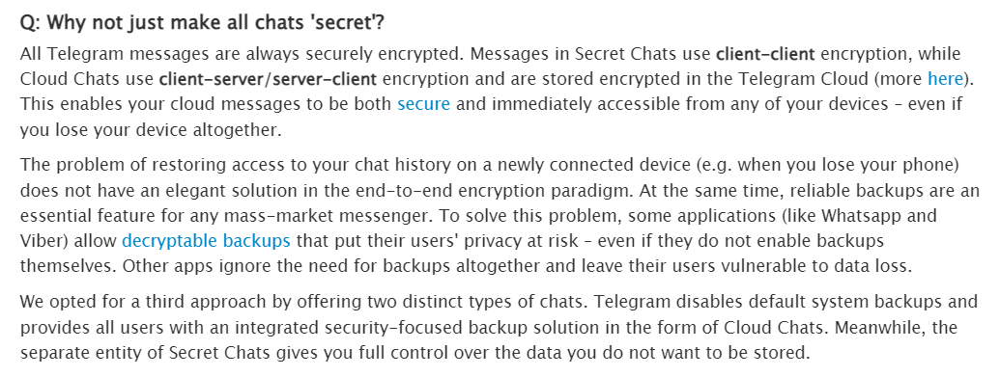 Q: Why not just make all chats 'secret'?
All Telegram messages are always securely encrypted. Messages in Secret Chats use client-client encryption, while
Cloud Chats use client-server/server-client encryption and are stored encrypted in the Telegram Cloud (more here).
This enables your cloud messages to be both secure and immediately accessible from any of your devices – even if
you lose your device altogether.
The problem of restoring access to your chat history on a newly connected device (e.g. when you lose your phone)
does not have an elegant solution in the end-to-end encryption paradigm. At the same time, reliable backups are an
essential feature for any mass-market messenger. To solve this problem, some applications (like Whatsapp and
Viber) allow decryptable backups that put their users' privacy at risk – even if they do not enable backups
themselves. Other apps ignore the need for backups altogether and leave their users vulnerable to data loss.
We opted for a third approach by offering two distinct types of chats. Telegram disables default system backups and
provides all users with an integrated security-focused backup solution in the form of Cloud Chats. Meanwhile, the
separate entity of Secret Chats gives you full control over the data you do not want to be stored.